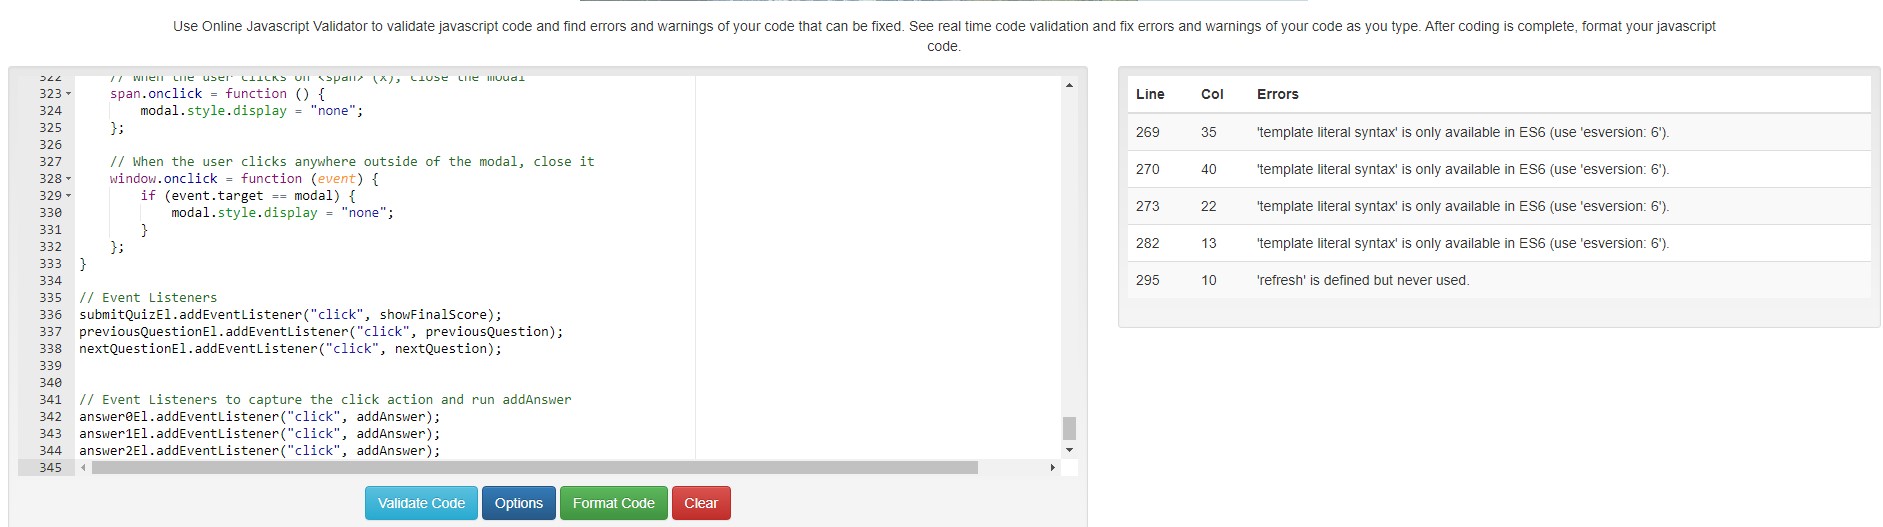 Use Online Javascript Validator to validate javascript code and find errors and warnings of your code that can be fixed. See real time code validation and fix errors and warnings of your code as you type. After coding is complete, format your javascript
code.
322 // When the user clicks on <span> (x), close the modal
323 span.onclick = function () {
324 modal.style.display = "none";
325 };
326
327 // When the user clicks anywhere outside of the modal, close it
328 window.onclick = function (event) {
329 if (event.target == modal) {
330 modal.style.display = "none";
331 }
332 };
333 }
334
335 // Event Listeners
336 submitQuizEl.addEventListener("click", showFinalScore);
337 previousQuestionEl.addEventListener("click", previousQuestion);
338 nextQuestionEl.addEventListener("click", nextQuestion);
339
340
341 // Event Listeners to capture the click action and run addAnswer
342 answer0El.addEventListener("click", addAnswer);
343 answer1El.addEventListener("click", addAnswer);
344 answer2El.addEventListener("click", addAnswer);
345
Validate Code Options Format Code Clear
Line Col Errors
269 35 'template literal syntax' is only available in ES6 (use 'esversion: 6').
270 40 'template literal syntax' is only available in ES6 (use 'esversion: 6').
273 22 'template literal syntax' is only available in ES6 (use 'esversion: 6').
282 13 'template literal syntax' is only available in ES6 (use 'esversion: 6').
295 10 'refresh' is defined but never used.